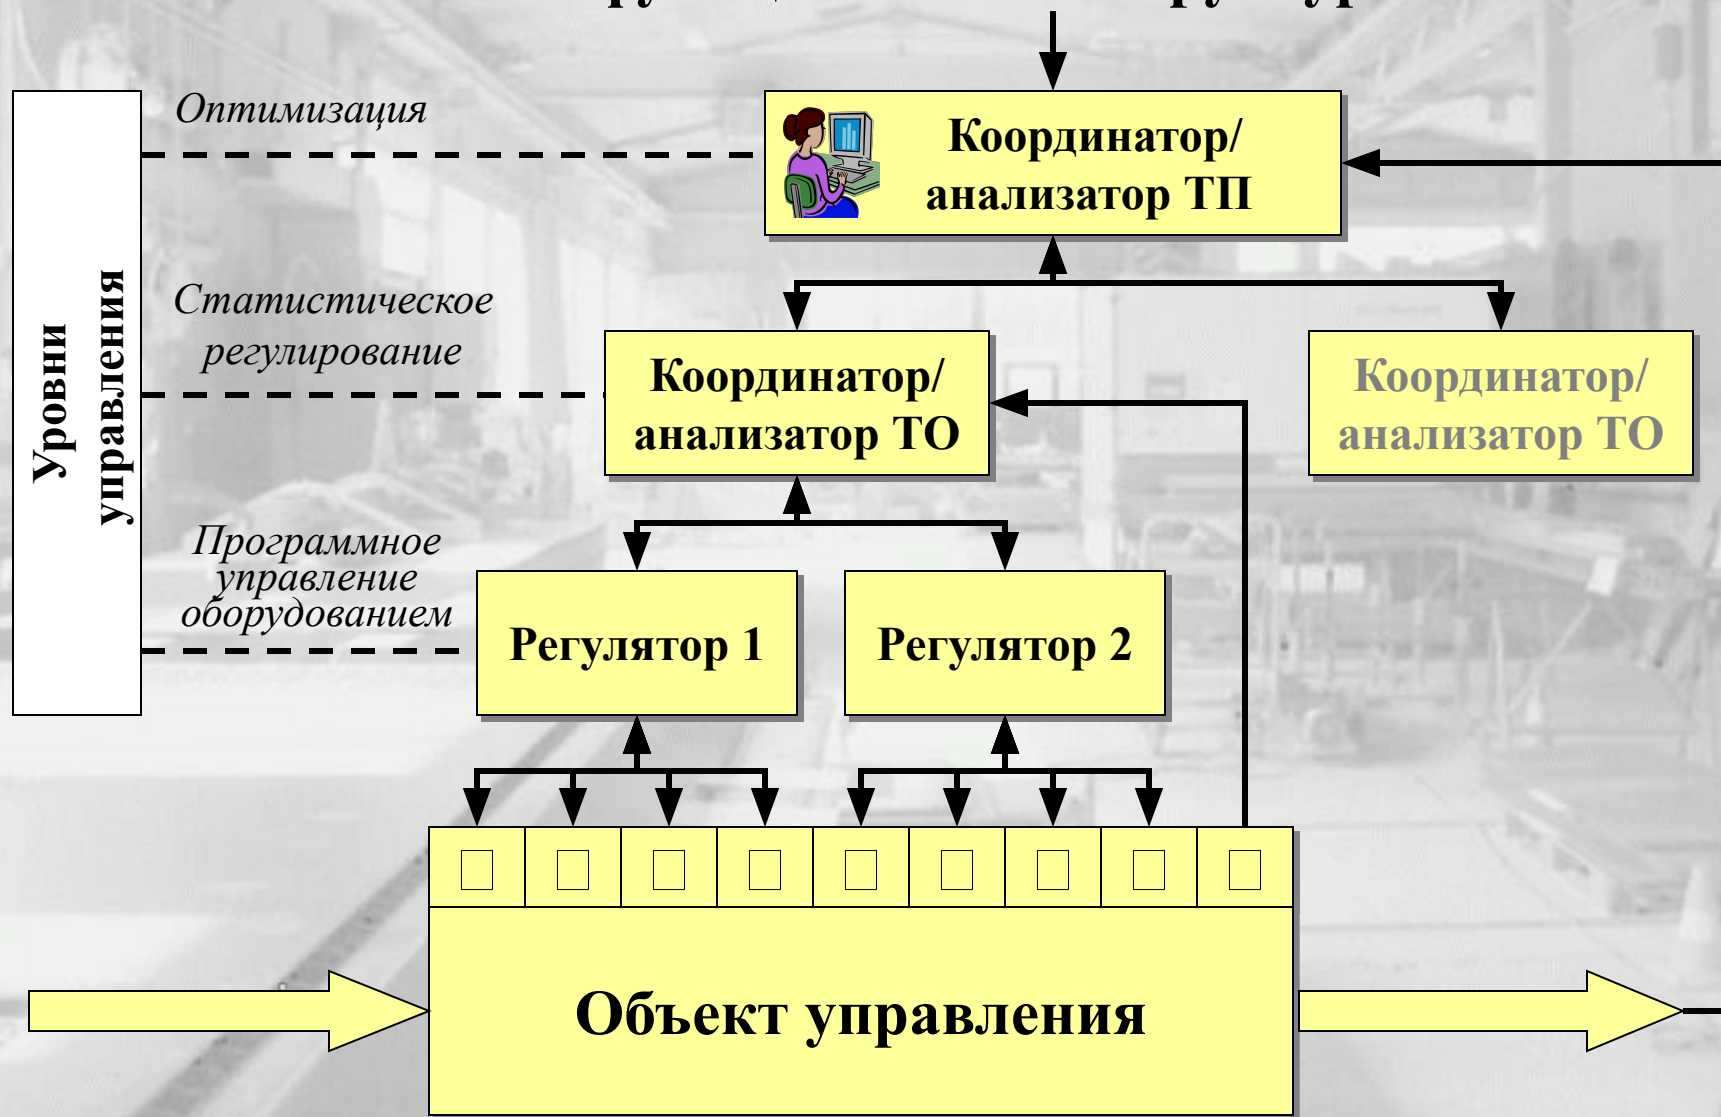 Оптимизация
Координатор/
анализатор ТП
Уровни
управления
Статистическое
регулирование
Координатор/
анализатор ТО
Координатор/
анализатор ТО
Программное
управление
оборудованием
Регулятор 1
Регулятор 2
Объект управления